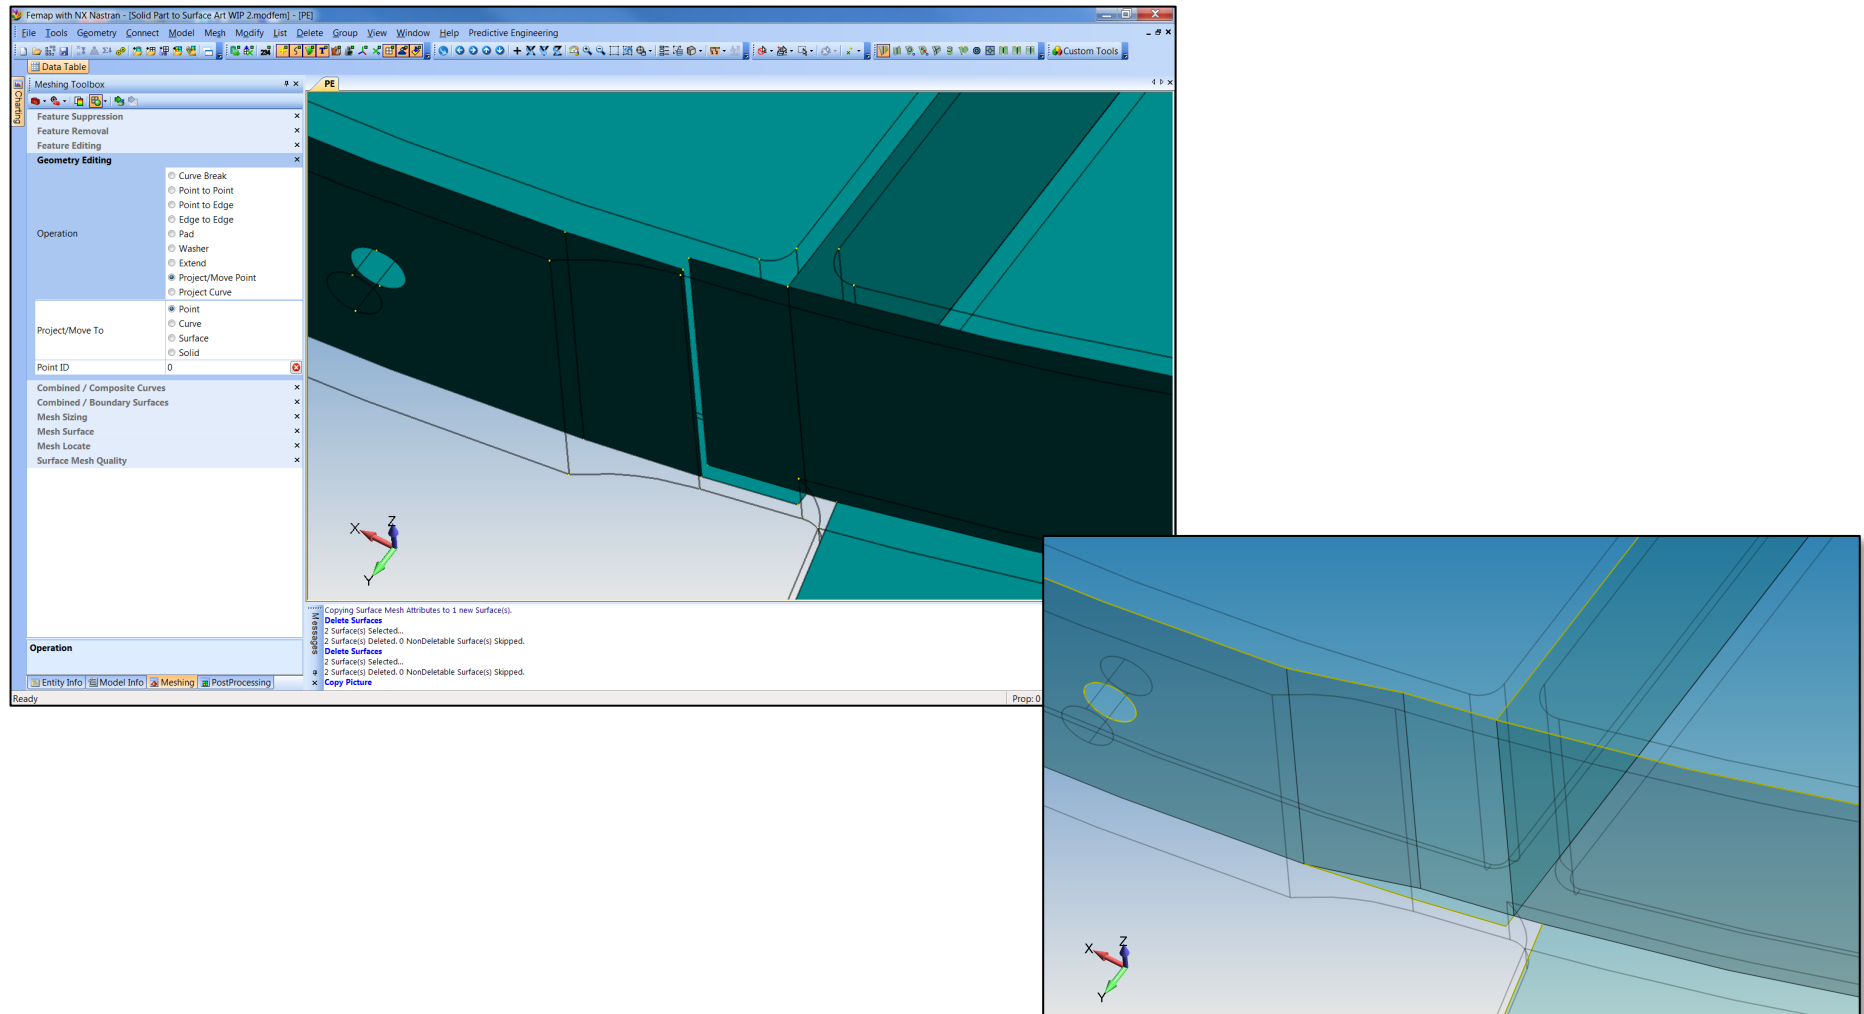 Femap with NX Nastran - [Solid Part to Surface Art WIP 2.modfem] - [PE]
File Tools Geometry Connect Model Mesh Modify List Delete Group View Window Help Predictive Engineering
Custom Tools
Data Table
Charting
Meshing Toolbox
PE
Feature Suppression
Feature Removal
Feature Editing
Geometry Editing
Operation
Curve Break
Point to Point
Point to Edge
Edge to Edge
Pad
Washer
Extend
Project/Move Point
Project Curve
Project/Move To
Point
Curve
Surface
Solid
Point ID 0
Combined / Composite Curves
Combined / Boundary Surfaces
Mesh Sizing
Mesh Surface
Mesh Locate
Surface Mesh Quality
X
Z
Y
Messages
Copying Surface Mesh Attributes to 1 new Surface(s).
Delete Surfaces
2 Surface(s) Selected...
2 Surface(s) Deleted. 0 NonDeletable Surface(s) Skipped.
Delete Surfaces
2 Surface(s) Selected...
2 Surface(s) Deleted. 0 NonDeletable Surface(s) Skipped.
Copy Picture
Operation
Entity Info Model Info Meshing PostProcessing
Ready
Prop: 0
X
Z
Y